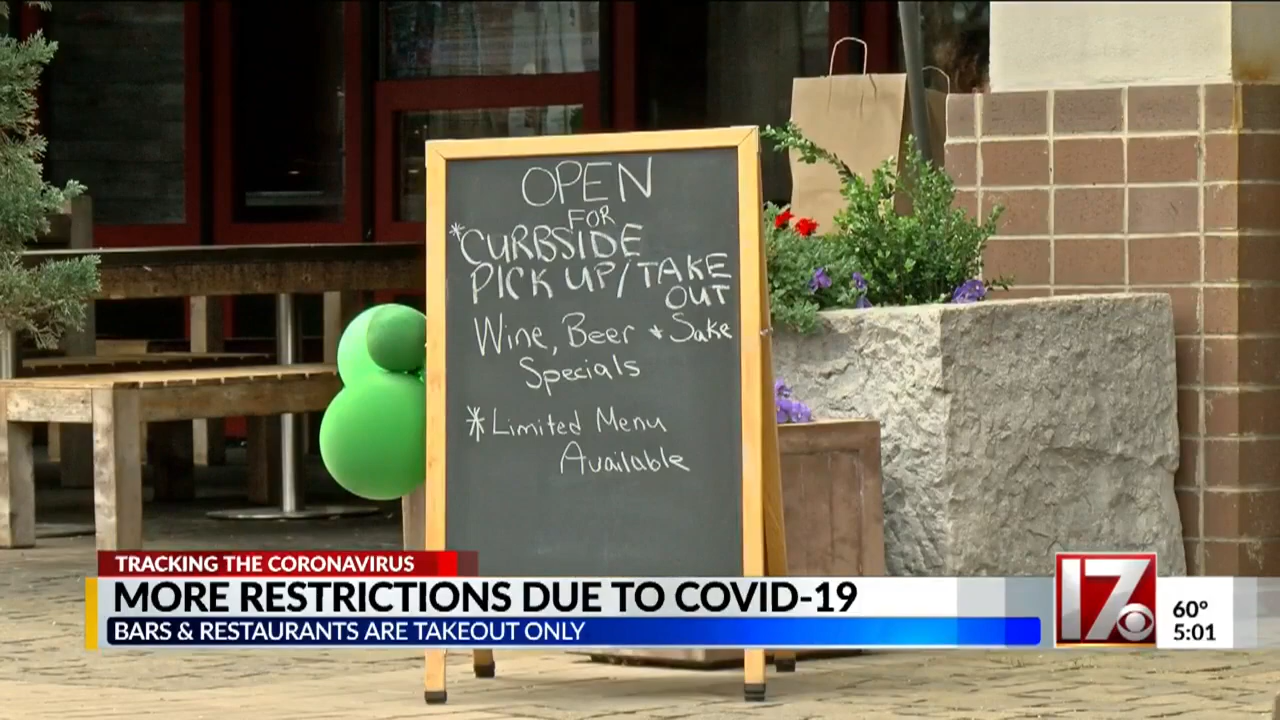 OPEN
FOR
*CURBSIDE
PICK UP/TAKE
OUT
Wine, Beer & Sake
Specials
*Limited Menu
Available
TRACKING THE CORONAVIRUS
MORE RESTRICTIONS DUE TO COVID-19
BARS & RESTAURANTS ARE TAKEOUT ONLY
17
60°
5:01